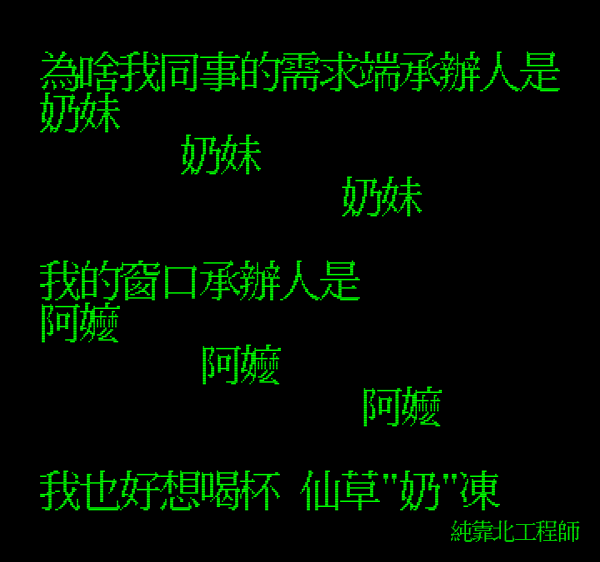 為啥我同事的需求端承辦人是
奶妹
奶妹
奶妹
我的窗口承辦人是
阿嬤
阿嬤
阿嬤
我也好想喝杯 仙草"奶"凍
純靠北工程師